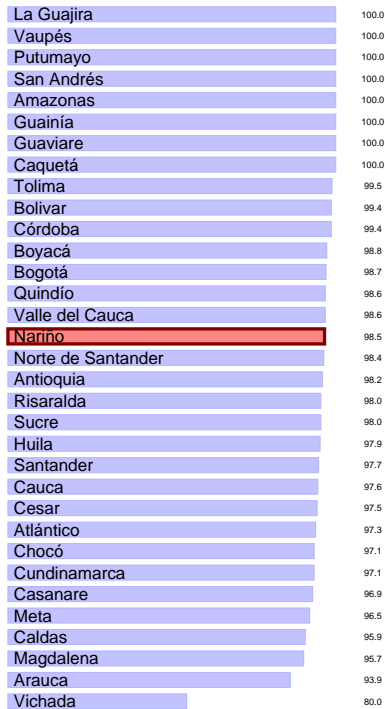 La Guajira 100.0
Vaupés 100.0
Putumayo 100.0
San Andrés 100.0
Amazonas 100.0
Guainía 100.0
Guaviare 100.0
Caquetá 100.0
Tolima 99.5
Bolivar 99.4
Córdoba 99.4
Boyacá 98.8
Bogotá 98.7
Quindío 98.6
Valle del Cauca 98.6
Nariño 98.5
Norte de Santander 98.4
Antioquia 98.2
Risaralda 98.0
Sucre 98.0
Huila 97.9
Santander 97.7
Cauca 97.6
Cesar 97.5
Atlántico 97.3
Chocó 97.1
Cundinamarca 97.1
Casanare 96.9
Meta 96.5
Caldas 95.9
Magdalena 95.7
Arauca 93.9
Vichada 80.0